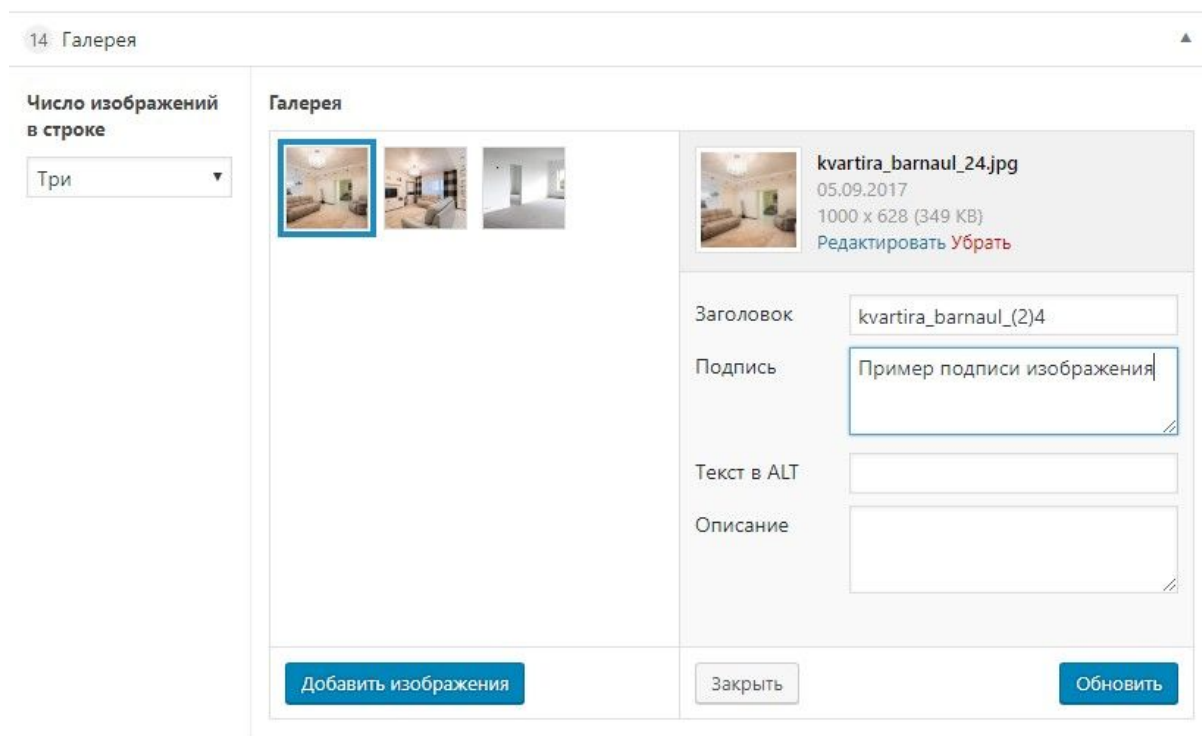 14 Галерея
Число изображений
в строке
Три
Галерея
kvartira_barnaul_24.jpg
05.09.2017
1000 x 628 (349 KB)
Редактировать Убрать
Заголовок
kvartira_barnaul_(2)4
Подпись
Пример подписи изображения
Текст в ALT
Описание
Добавить изображения
Закрыть
Обновить